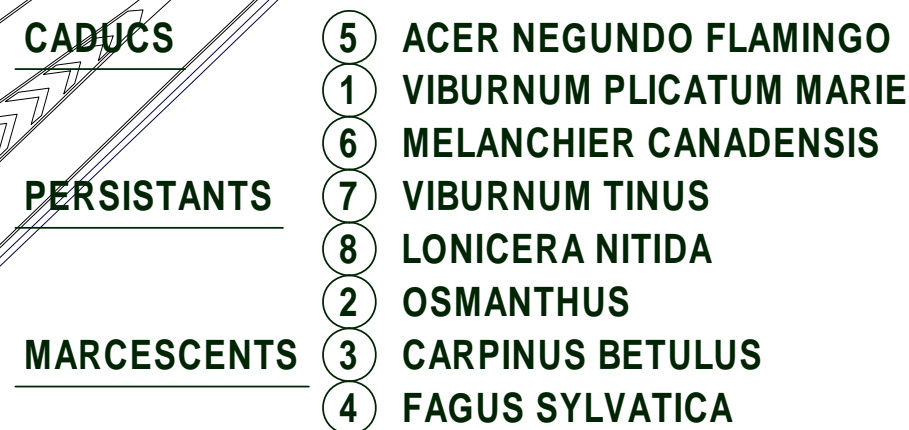 CADUCS 5 ACER NEGUNDO FLAMINGO
1 VIBURNUM PLICATUM MARIE
6 MELANCHIER CANADENSIS
PERSISTANTS 7 VIBURNUM TINUS
8 LONICERA NITIDA
2 OSMANTHUS
MARCESCENTS 3 CARPINUS BETULUS
4 FAGUS SYLVATICA